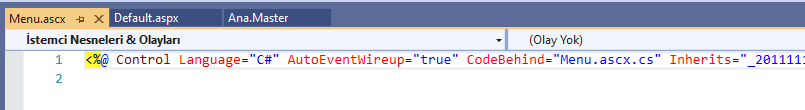 Menu.ascx Default.aspx Ana.Master
İstemci Nesneleri & Olayları (Olay Yok)
1 <%@ Control Language="C#" AutoEventWireup="true" CodeBehind="Menu.ascx.cs" Inherits="_2011111
2